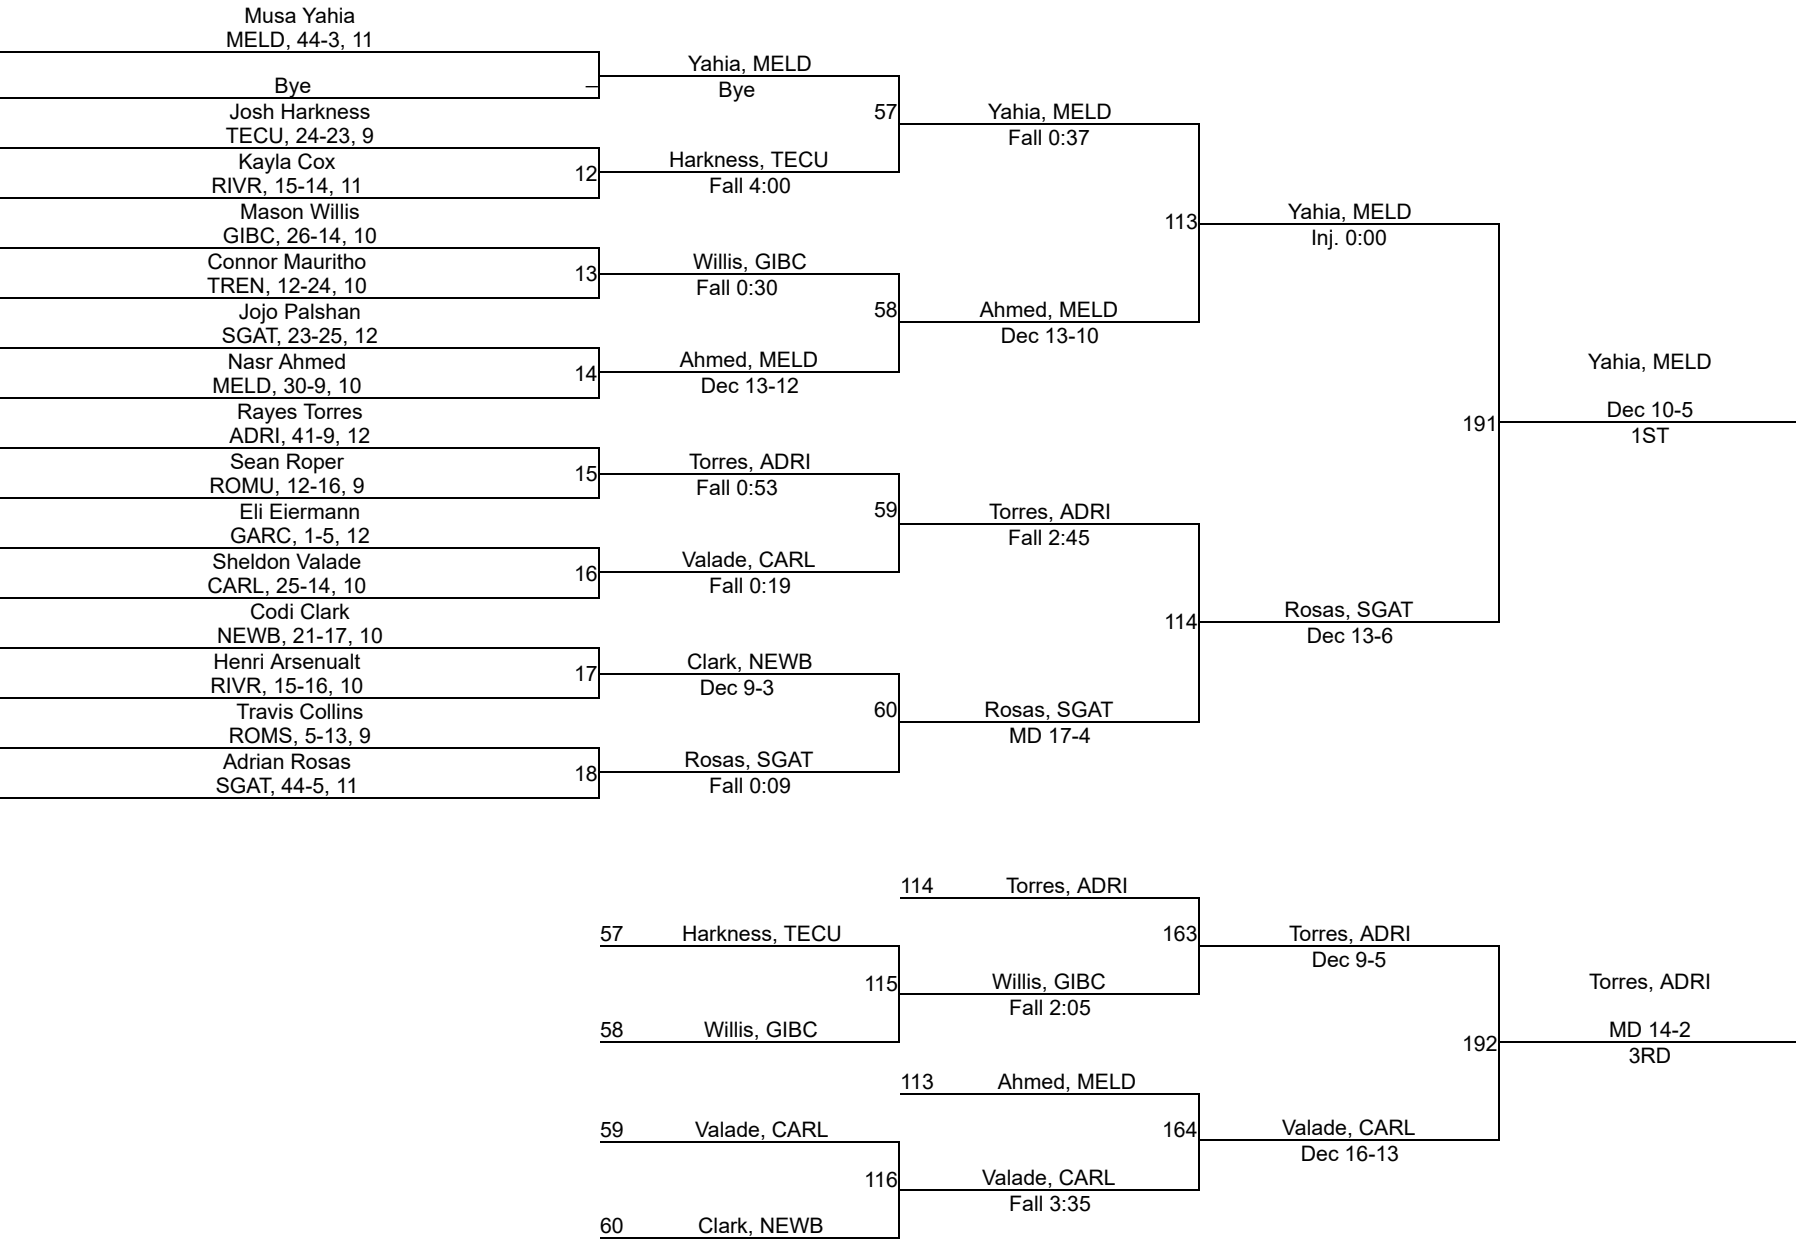 Musa Yahia
MELD, 44-3, 11
Bye
Josh Harkness
TECU, 24-23, 9
Kayla Cox
RIVR, 15-14, 11
12
Mason Willis
GIBC, 26-14, 10
Connor Mauritho
TREN, 12-24, 10
13
Jojo Palshan
SGAT, 23-25, 12
Nasr Ahmed
MELD, 30-9, 10
14
Rayes Torres
ADRI, 41-9, 12
Sean Roper
ROMU, 12-16, 9
15
Eli Eiermann
GARC, 1-5, 12
Sheldon Valade
CARL, 25-14, 10
16
Codi Clark
NEWB, 21-17, 10
Henri Arsenualt
RIVR, 15-16, 10
17
Travis Collins
ROMS, 5-13, 9
Adrian Rosas
SGAT, 44-5, 11
18
Yahia, MELD
Bye
57
Harkness, TECU
Fall 4:00
Willis, GIBC
Fall 0:30
58
Ahmed, MELD
Dec 13-12
Torres, ADRI
Fall 0:53
59
Valade, CARL
Fall 0:19
Clark, NEWB
Dec 9-3
60
Rosas, SGAT
Fall 0:09
Yahia, MELD
Fall 0:37
113
Ahmed, MELD
Dec 13-10
Torres, ADRI
Fall 2:45
114
Rosas, SGAT
MD 17-4
Yahia, MELD
Inj. 0:00
191
Rosas, SGAT
Dec 13-6
Yahia, MELD
Dec 10-5
1ST
57 Harkness, TECU
115
58 Willis, GIBC
59 Valade, CARL
116
60 Clark, NEWB
114 Torres, ADRI
163
Willis, GIBC
Fall 2:05
113 Ahmed, MELD
164
Valade, CARL
Fall 3:35
Torres, ADRI
Dec 9-5
192
Valade, CARL
Dec 16-13
Torres, ADRI
MD 14-2
3RD